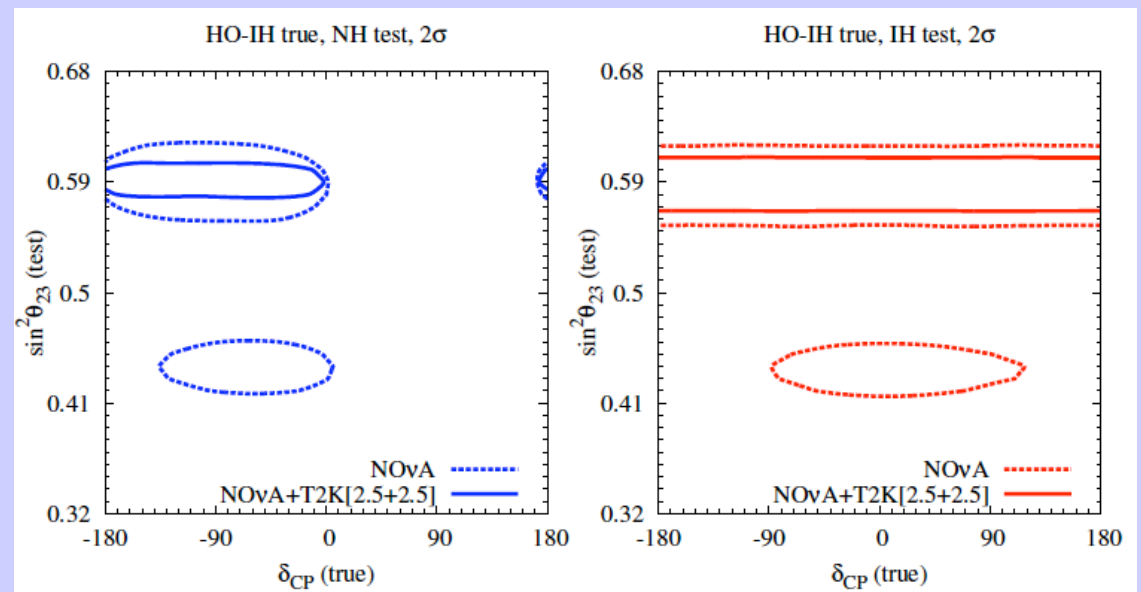 HO-IH true, NH test, 2σ
0.68
0.59
0.5
0.41
0.32
sin²θ₂₃ (test)
NOνA
NOνA+T2K[2.5+2.5]
-180 -90 0 90 180
δCP (true)
HO-IH true, IH test, 2σ
0.68
0.59
0.5
0.41
0.32
sin²θ₂₃ (test)
NOνA
NOνA+T2K[2.5+2.5]
-180 -90 0 90 180
δCP (true)